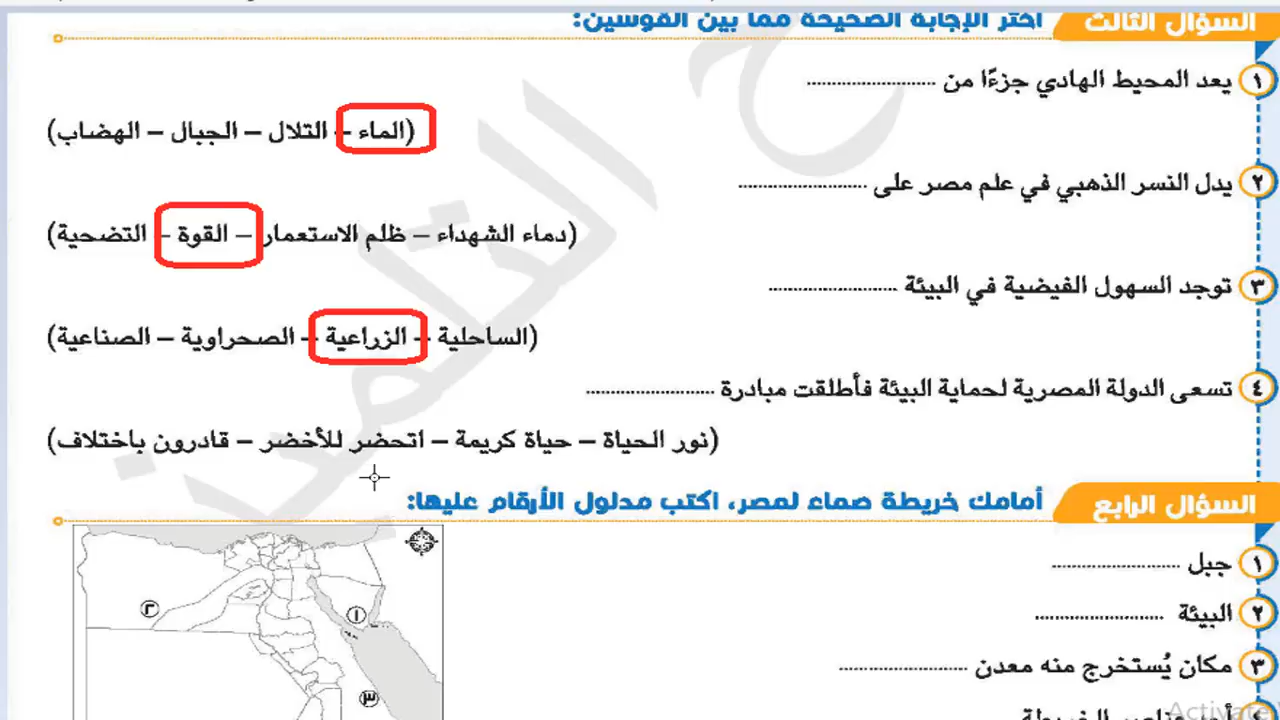 السؤال الثالث
اختر الإجابة الصحيحة مما بين القوسين:
١ يعد المحيط الهادي جزءًا من ........................
(الماء – التلال – الجبال – الهضاب)
٢ يدل النسر الذهبي في علم مصر على ........................
(دماء الشهداء – ظلم الاستعمار – القوة – التضحية)
٣ توجد السهول الفيضية في البيئة ........................
(الساحلية – الزراعية – الصحراوية – الصناعية)
٤ تسعى الدولة المصرية لحماية البيئة فأطلقت مبادرة ........................
(نور الحياة – حياة كريمة – اتحضر للأخضر – قادرون باختلاف)
السؤال الرابع
أمامك خريطة صماء لمصر، اكتب مدلول الأرقام عليها:
١ جبل ........................
٢ البيئة ........................
٣ مكان يُستخرج منه معدن ........................
١
٢
٣
Activate